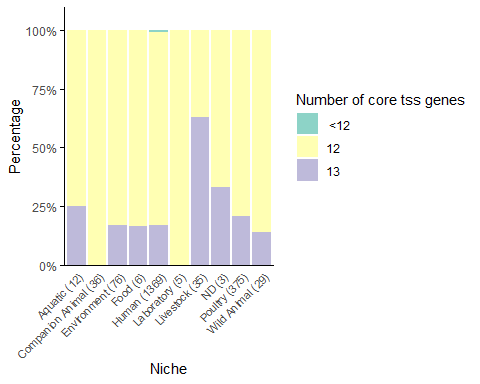 100%
75%
50%
25%
0%
Percentage
Aquatic (12)
Companion Animal (36)
Environment (76)
Food (6)
Human (1369)
Laboratory (5)
Livestock (35)
ND (3)
Poultry (375)
Wild Animal (29)
Niche
Number of core tss genes
<12
12
13